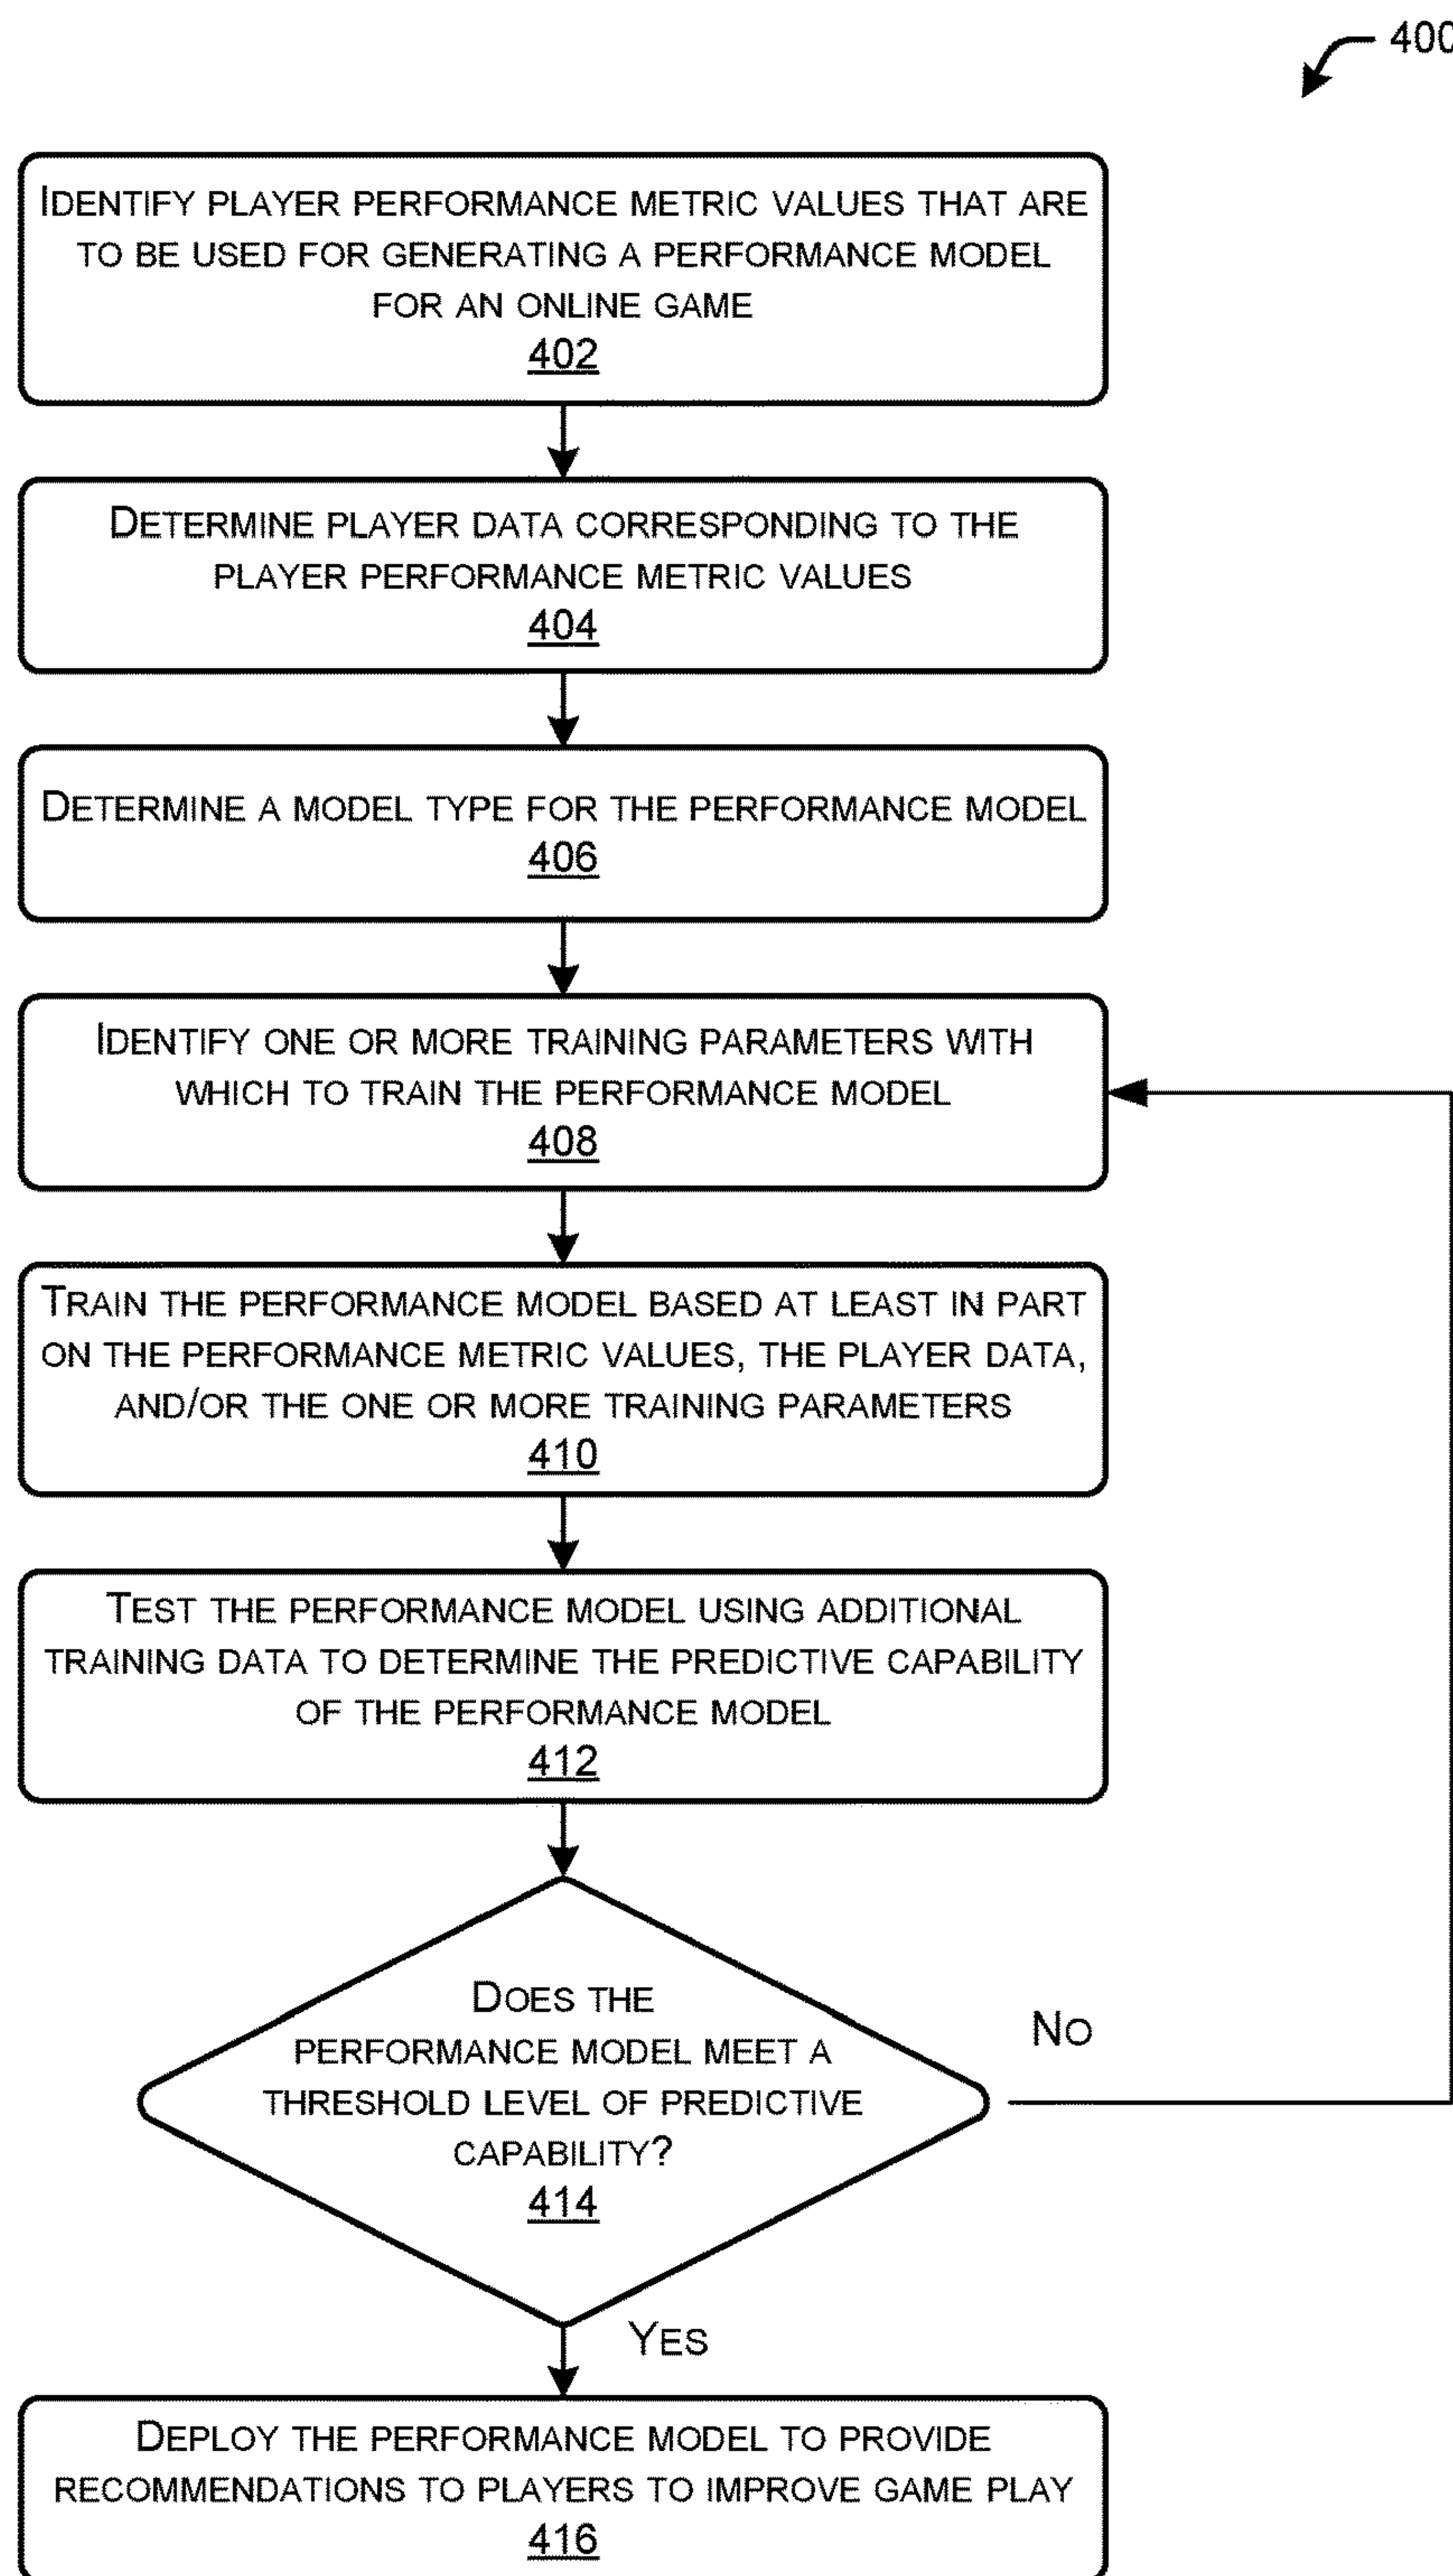 400
IDENTIFY PLAYER PERFORMANCE METRIC VALUES THAT ARE
TO BE USED FOR GENERATING A PERFORMANCE MODEL
FOR AN ONLINE GAME
402
DETERMINE PLAYER DATA CORRESPONDING TO THE
PLAYER PERFORMANCE METRIC VALUES
404
DETERMINE A MODEL TYPE FOR THE PERFORMANCE MODEL
406
IDENTIFY ONE OR MORE TRAINING PARAMETERS WITH
WHICH TO TRAIN THE PERFORMANCE MODEL
408
TRAIN THE PERFORMANCE MODEL BASED AT LEAST IN PART
ON THE PERFORMANCE METRIC VALUES, THE PLAYER DATA,
AND/OR THE ONE OR MORE TRAINING PARAMETERS
410
TEST THE PERFORMANCE MODEL USING ADDITIONAL
TRAINING DATA TO DETERMINE THE PREDICTIVE CAPABILITY
OF THE PERFORMANCE MODEL
412
DOES THE
PERFORMANCE MODEL MEET A
THRESHOLD LEVEL OF PREDICTIVE
CAPABILITY?
414
NO
YES
DEPLOY THE PERFORMANCE MODEL TO PROVIDE
RECOMMENDATIONS TO PLAYERS TO IMPROVE GAME PLAY
416